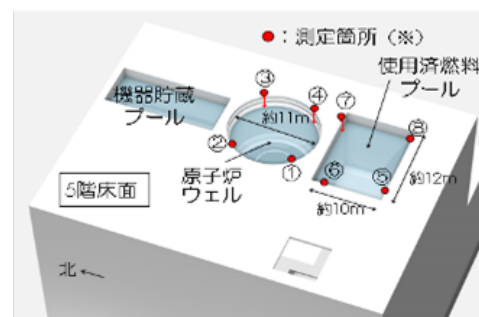 ●：測定箇所（※）
使用済燃料
プール
機器貯蔵
プール
③
④
⑦
⑧
約11m
②
①
原子炉
ウェル
⑥
⑤
約12m
約10m
5階床面
北←